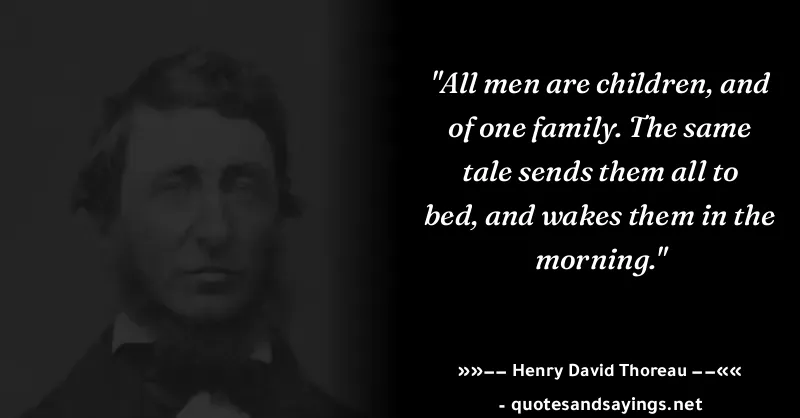 "All men are children, and
of one family. The same
tale sends them all to
bed, and wakes them in the
morning."
»»−− Henry David Thoreau −−««
- quotesandsayings.net